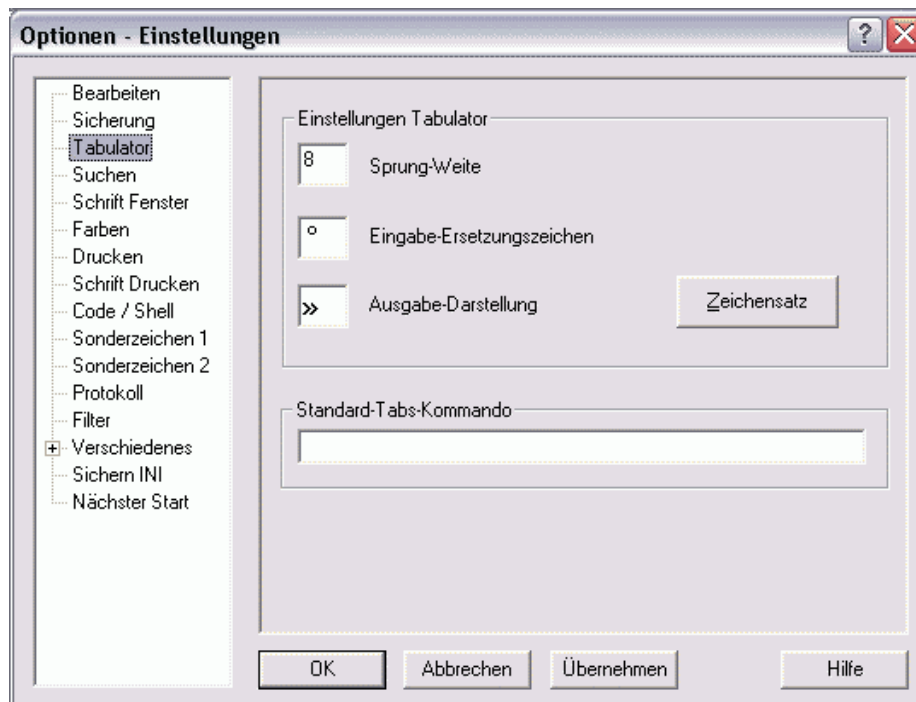 Optionen - Einstellungen
Bearbeiten
Sicherung
Tabulator
Suchen
Schrift Fenster
Farben
Drucken
Schrift Drucken
Code / Shell
Sonderzeichen 1
Sonderzeichen 2
Protokoll
Filter
Verschiedenes
Sichern INI
Nächster Start
Einstellungen Tabulator
8 Sprung-Weite
° Eingabe-Ersetzungszeichen
» Ausgabe-Darstellung
Zeichensatz
Standard-Tabs-Kommando
OK Abbrechen Übernehmen Hilfe